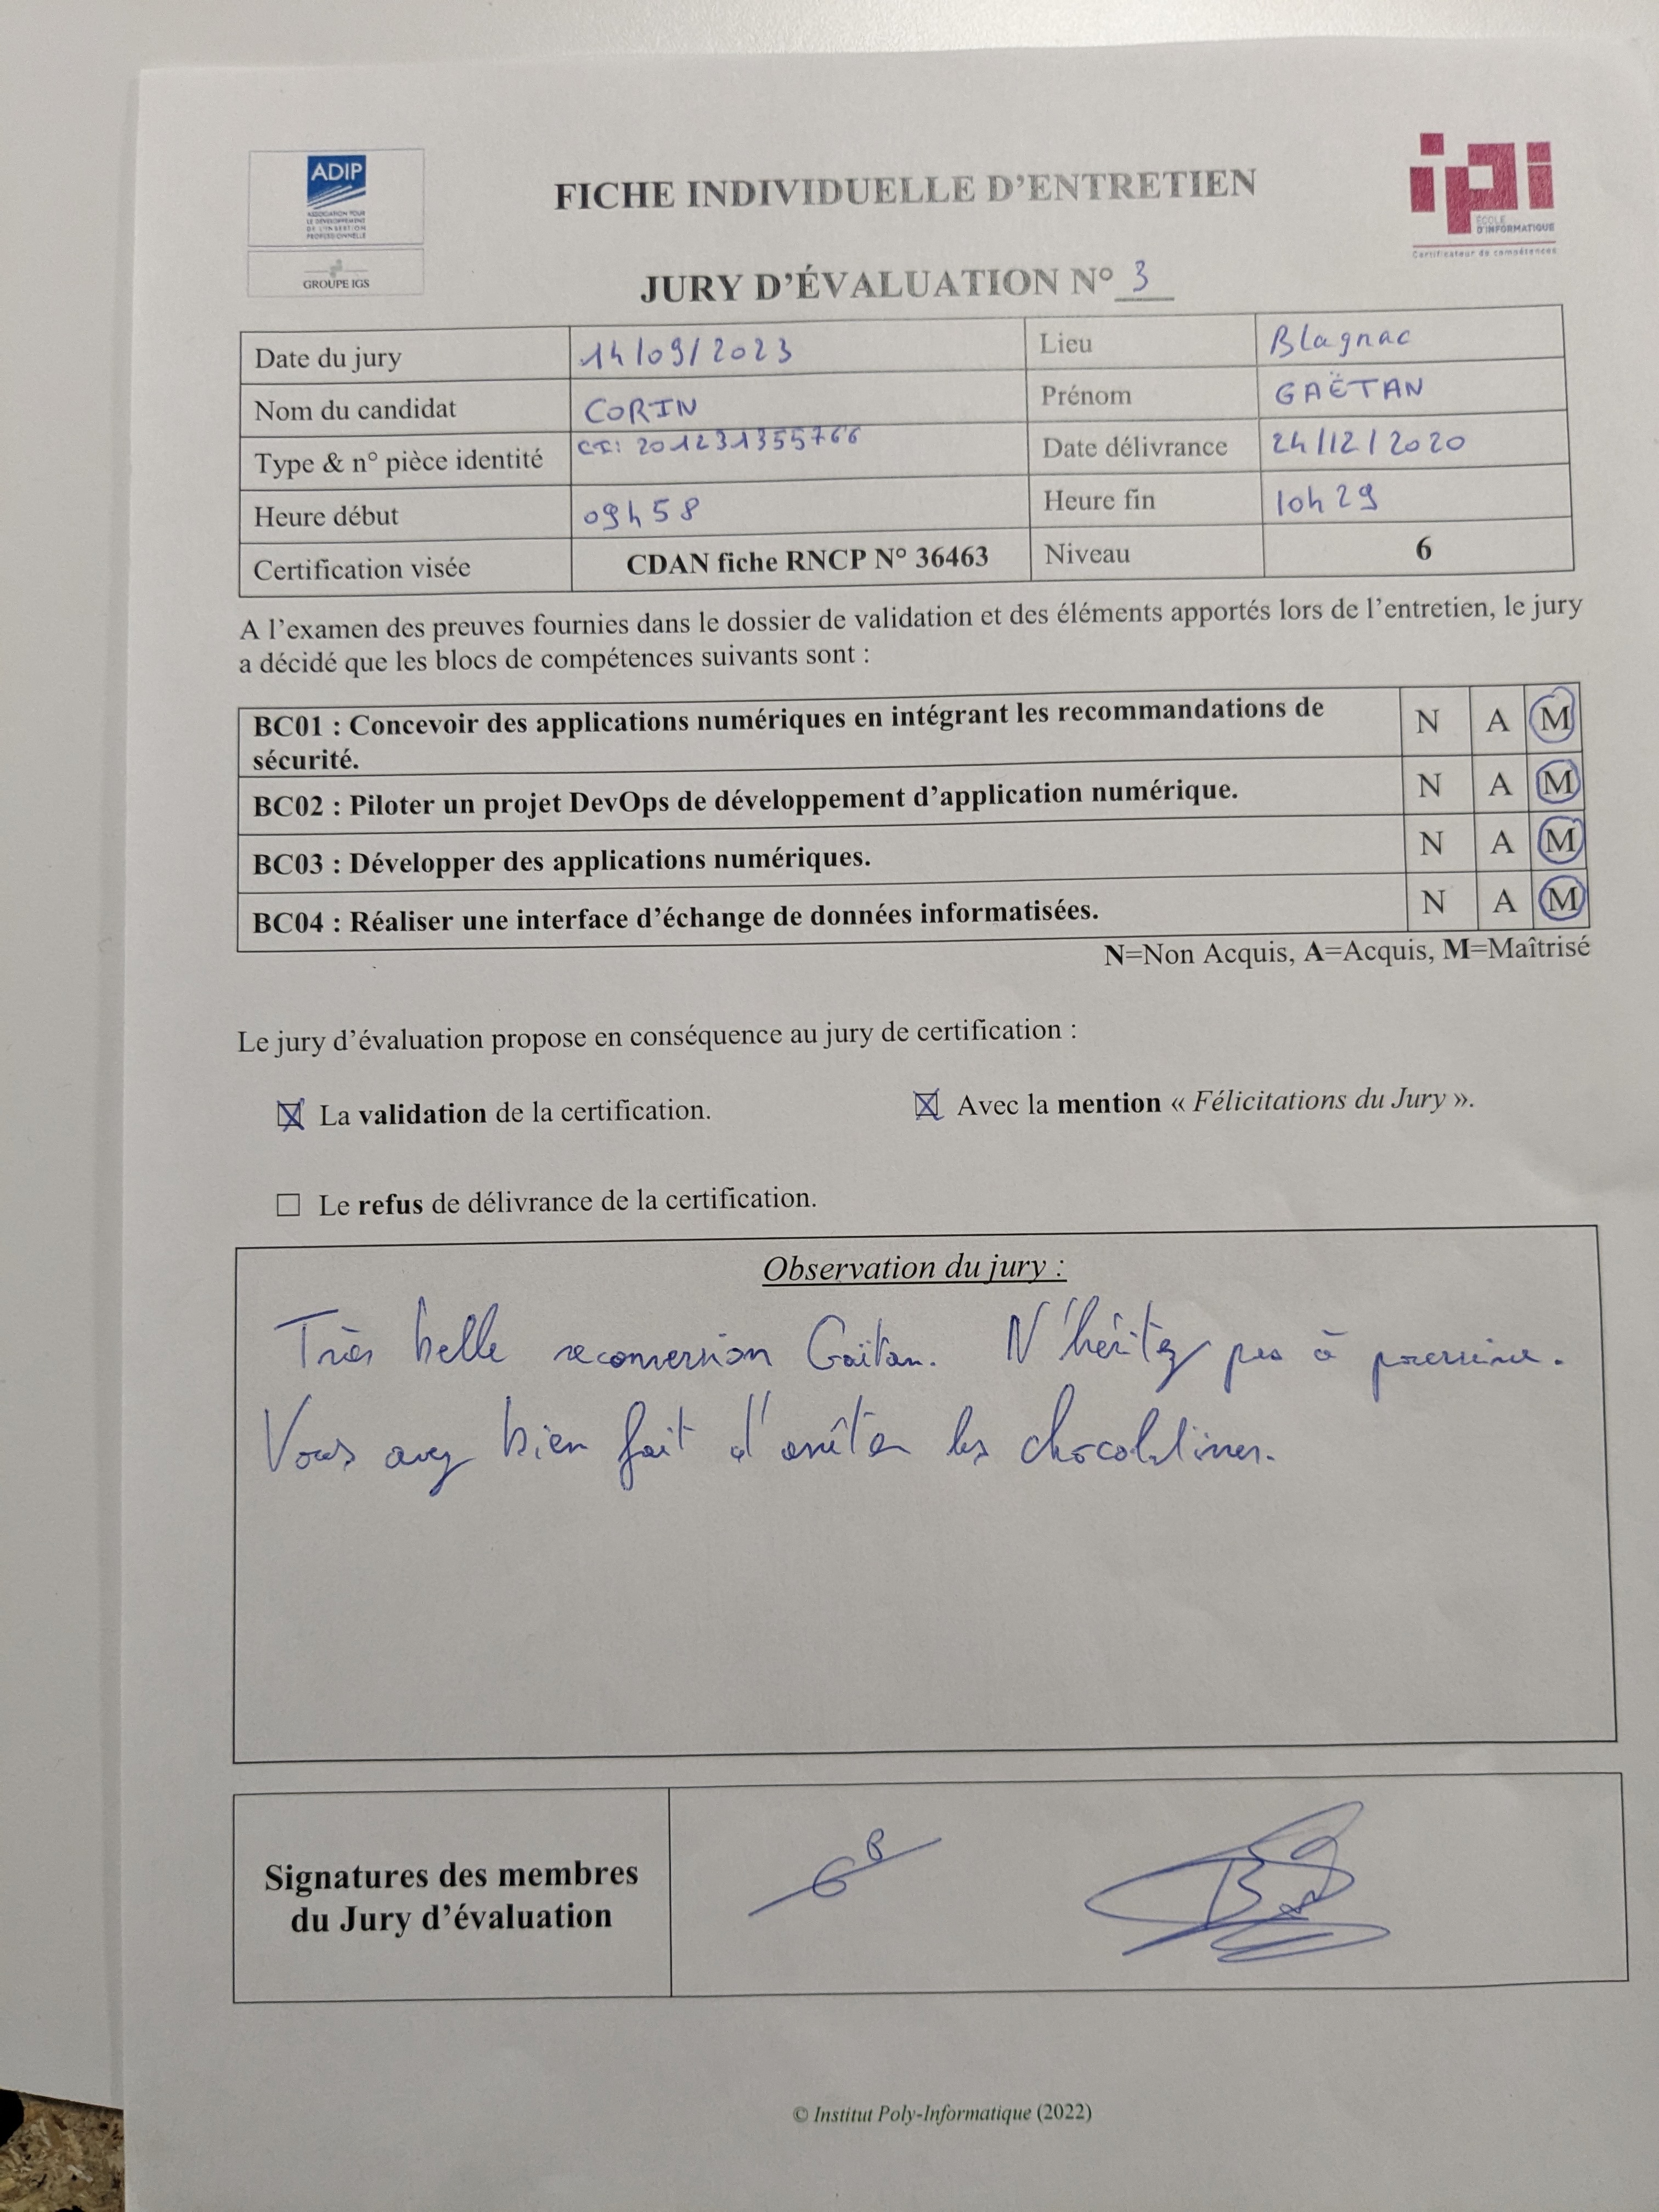 ADIP
ASSOCIATION POUR
LE DÉVELOPPEMENT
DE L'INSERTION
PROFESSIONNELLE
GROUPE IGS
FICHE INDIVIDUELLE D'ENTRETIEN
ipi
ÉCOLE
D'INFORMATIQUE
Certificateur de compétences
JURY D'ÉVALUATION N° 3
Date du jury 14/09/2023 Lieu Blagnac
Nom du candidat CORIN Prénom GAËTAN
Type & n° pièce identité CI: 201231355766 Date délivrance 24/12/2020
Heure début 09h58 Heure fin 10h29
Certification visée CDAN fiche RNCP N° 36463 Niveau 6
A l'examen des preuves fournies dans le dossier de validation et des éléments apportés lors de l'entretien, le jury
a décidé que les blocs de compétences suivants sont :
BC01 : Concevoir des applications numériques en intégrant les recommandations de
sécurité. N A M
BC02 : Piloter un projet DevOps de développement d'application numérique. N A M
BC03 : Développer des applications numériques. N A M
BC04 : Réaliser une interface d'échange de données informatisées. N A M
N=Non Acquis, A=Acquis, M=Maîtrisé
Le jury d'évaluation propose en conséquence au jury de certification :
☒ La validation de la certification. ☒ Avec la mention « Félicitations du Jury ».
☐ Le refus de délivrance de la certification.
Observation du jury :
Très belle reconversion Gaëtan. N'hésitez pas à poursuivre.
Vous avez bien fait d'arrêter les chocolatines.
Signatures des membres
du Jury d'évaluation
© Institut Poly-Informatique (2022)